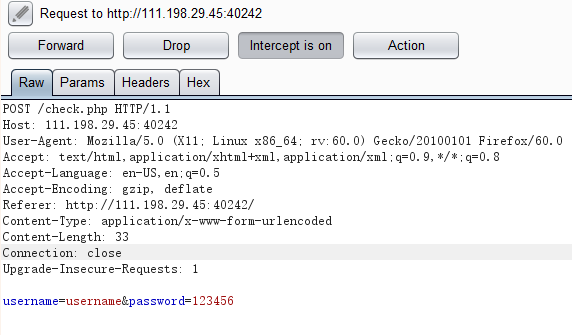 Request to http://111.198.29.45:40242
Forward Drop Intercept is on Action
Raw Params Headers Hex
POST /check.php HTTP/1.1
Host: 111.198.29.45:40242
User-Agent: Mozilla/5.0 (X11; Linux x86_64; rv:60.0) Gecko/20100101 Firefox/60.0
Accept: text/html,application/xhtml+xml,application/xml;q=0.9,*/*;q=0.8
Accept-Language: en-US,en;q=0.5
Accept-Encoding: gzip, deflate
Referer: http://111.198.29.45:40242/
Content-Type: application/x-www-form-urlencoded
Content-Length: 33
Connection: close
Upgrade-Insecure-Requests: 1
username=username&password=123456